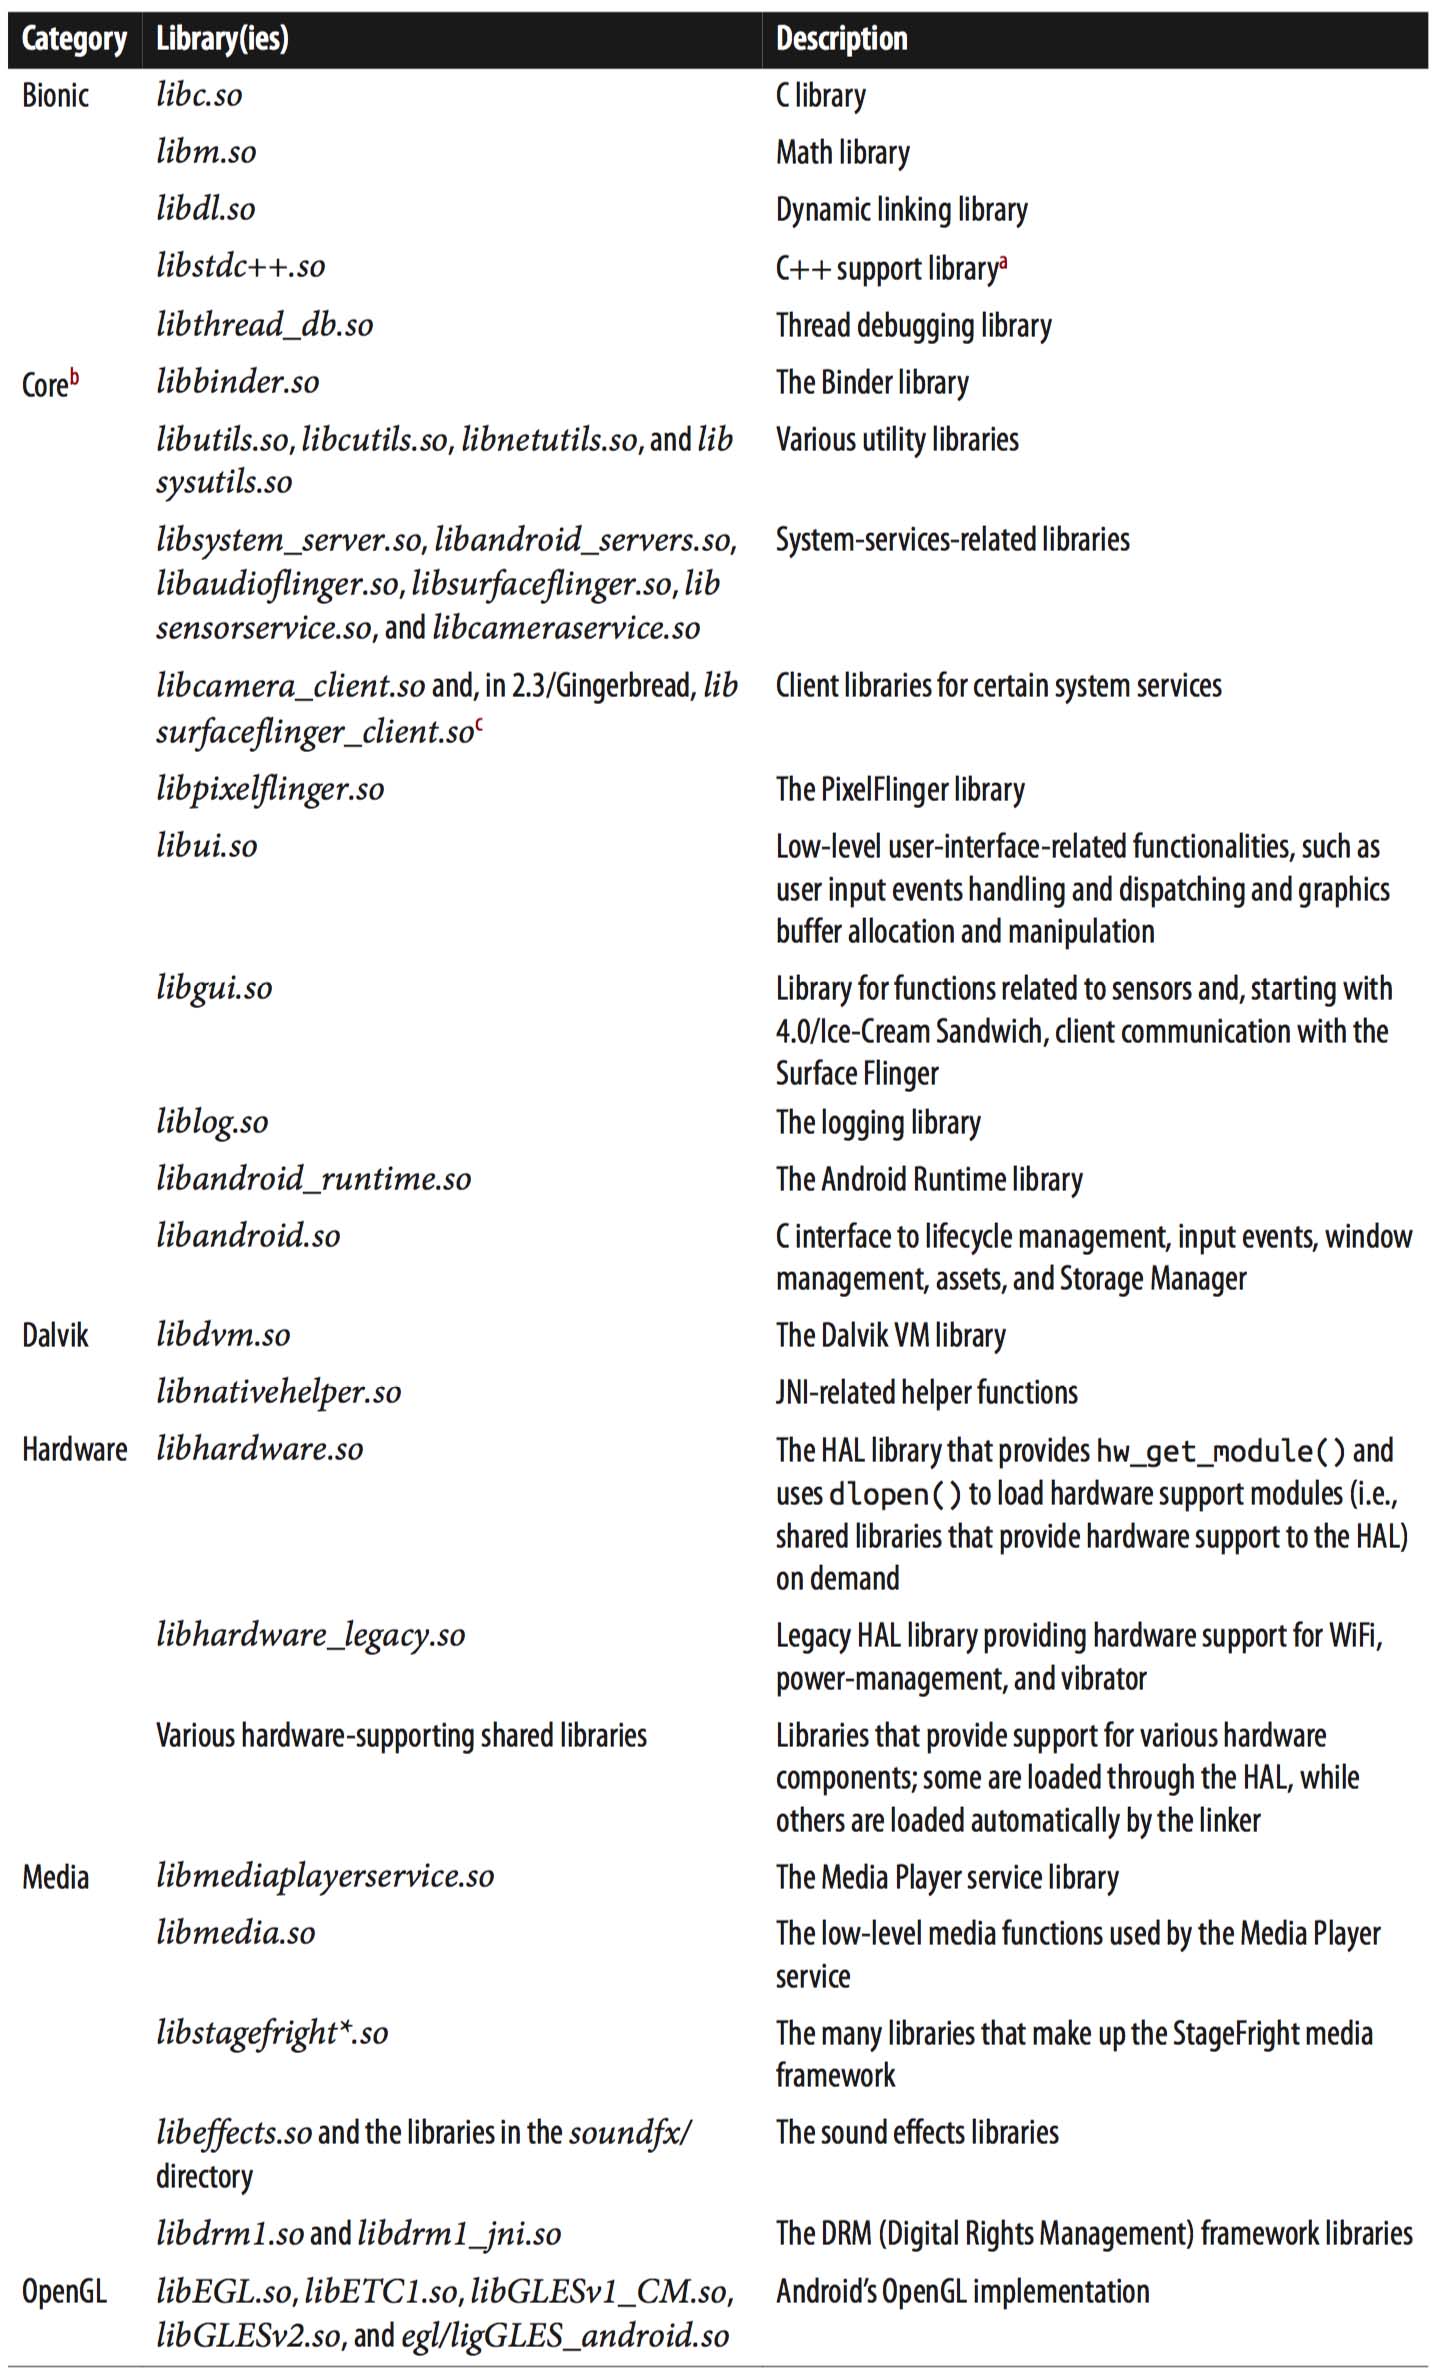 Category Library(ies) Description
Bionic libc.so C library
libm.so Math library
libdl.so Dynamic linking library
libstdc++.so C++ support librarya
libthread_db.so Thread debugging library
Coreb libbinder.so The Binder library
libutils.so, libcutils.so, libnetutils.so, and lib Various utility libraries
sysutils.so
libsystem_server.so, libandroid_servers.so, System-services-related libraries
libaudioflinger.so, libsurfaceflinger.so, lib
sensorservice.so, and libcameraservice.so
libcamera_client.so and, in 2.3/Gingerbread, lib Client libraries for certain system services
surfaceflinger_client.soc
libpixelflinger.so The PixelFlinger library
libui.so Low-level user-interface-related functionalities, such as
user input events handling and dispatching and graphics
buffer allocation and manipulation
libgui.so Library for functions related to sensors and, starting with
4.0/Ice-Cream Sandwich, client communication with the
Surface Flinger
liblog.so The logging library
libandroid_runtime.so The Android Runtime library
libandroid.so C interface to lifecycle management, input events, window
management, assets, and Storage Manager
Dalvik libdvm.so The Dalvik VM library
libnativehelper.so JNI-related helper functions
Hardware libhardware.so The HAL library that provides hw_get_module() and
uses dlopen() to load hardware support modules (i.e.,
shared libraries that provide hardware support to the HAL)
on demand
libhardware_legacy.so Legacy HAL library providing hardware support for WiFi,
power-management, and vibrator
Various hardware-supporting shared libraries Libraries that provide support for various hardware
components; some are loaded through the HAL, while
others are loaded automatically by the linker
Media libmediaplayerservice.so The Media Player service library
libmedia.so The low-level media functions used by the Media Player
service
libstagefright*.so The many libraries that make up the StageFright media
framework
libeffects.so and the libraries in the soundfx/ The sound effects libraries
directory
libdrm1.so and libdrm1_jni.so The DRM (Digital Rights Management) framework libraries
OpenGL libEGL.so, libETC1.so, libGLESv1_CM.so, Android’s OpenGL implementation
libGLESv2.so, and egl/ligGLES_android.so